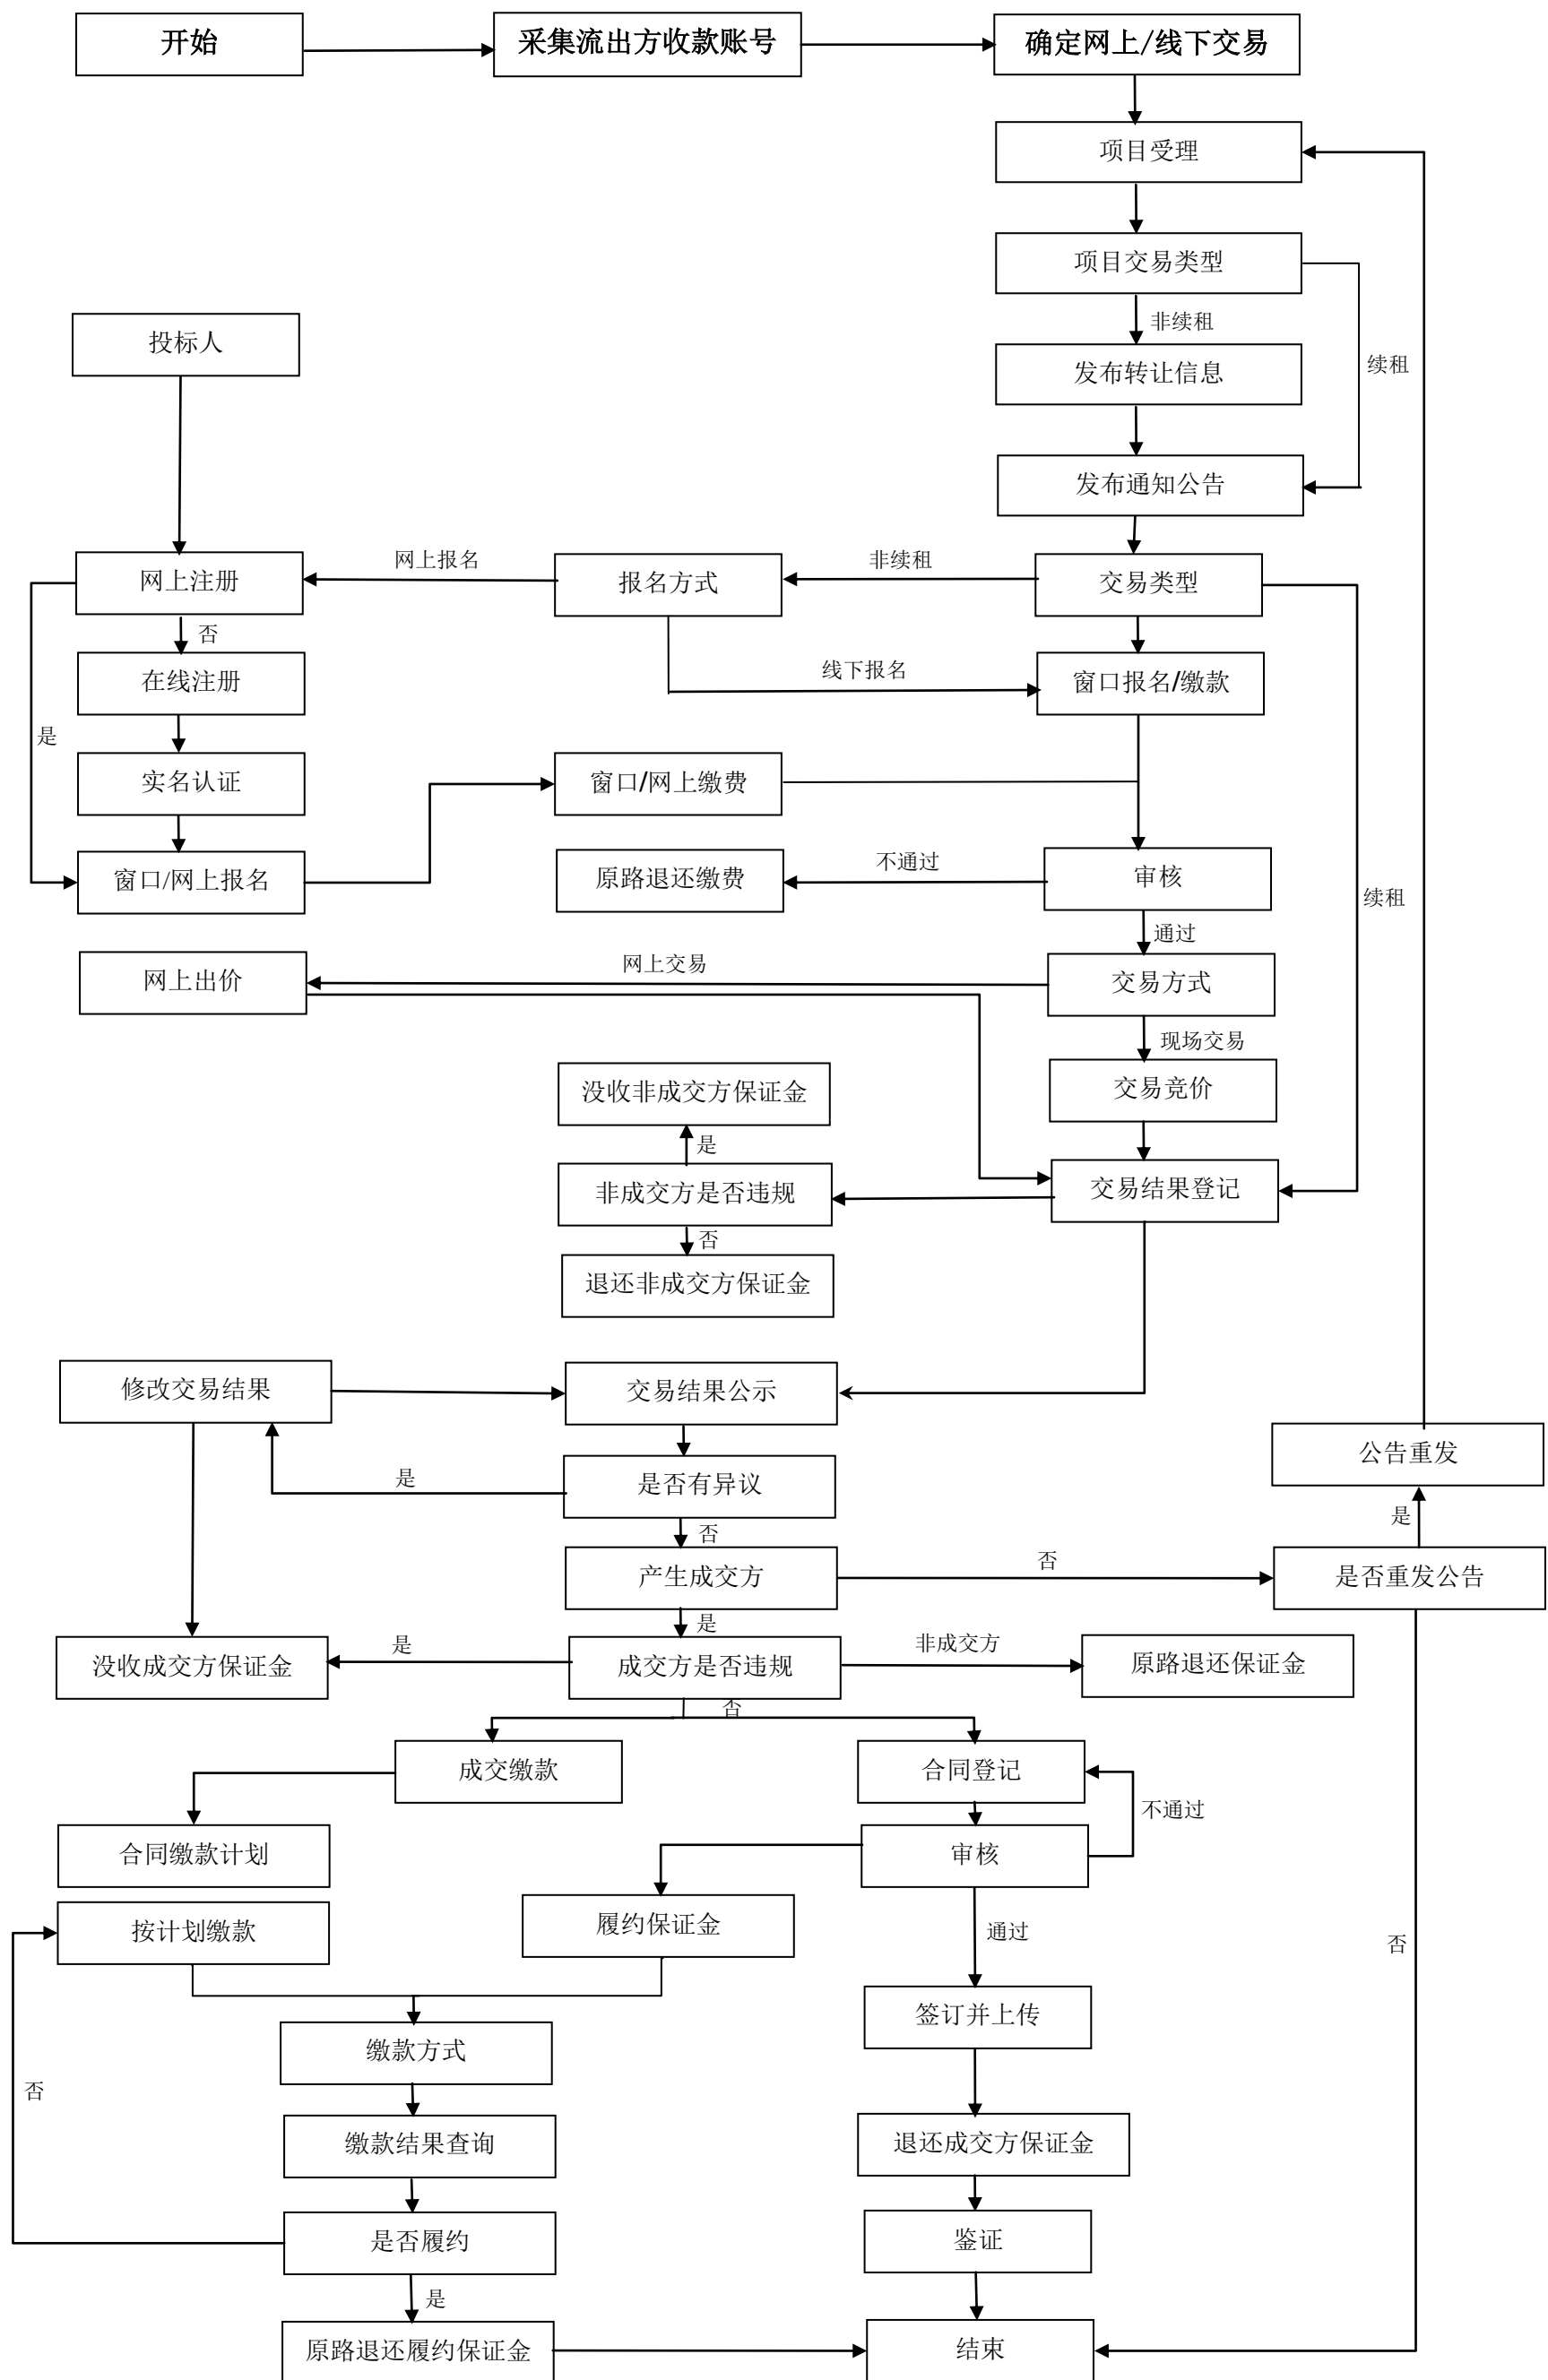 开始
采集流出方收款账号
确定网上/线下交易
项目受理
项目交易类型
非续租
投标人
续租
发布转让信息
发布通知公告
网上报名
非续租
网上注册
报名方式
交易类型
否
线下报名
在线注册
窗口报名/缴款
是
实名认证
窗口/网上缴费
不通过
窗口/网上报名
原路退还缴费
审核
续租
通过
网上交易
网上出价
交易方式
现场交易
没收非成交方保证金
交易竞价
是
非成交方是否违规
交易结果登记
否
退还非成交方保证金
修改交易结果
交易结果公示
公告重发
是
是否有异议
是
否
否
产生成交方
是否重发公告
是
是
非成交方
没收成交方保证金
成交方是否违规
原路退还保证金
否
成交缴款
合同登记
不通过
合同缴款计划
审核
按计划缴款
履约保证金
通过
否
签订并上传
缴款方式
否
缴款结果查询
退还成交方保证金
是否履约
鉴证
是
原路退还履约保证金
结束